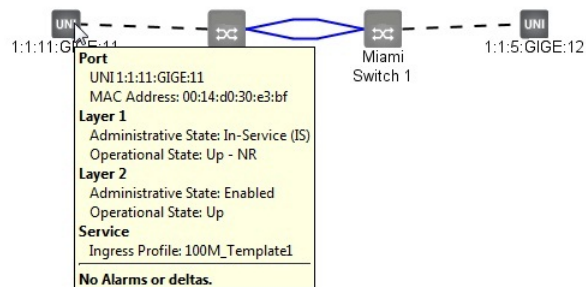 UNI
UNI
1:1:11:GIGE:11
Miami
Switch 1
1:1:5:GIGE:12
Port
UNI 1:1:11:GIGE:11
MAC Address: 00:14:d0:30:e3:bf
Layer 1
Administrative State: In-Service (IS)
Operational State: Up - NR
Layer 2
Administrative State: Enabled
Operational State: Up
Service
Ingress Profile: 100M_Template1
No Alarms or deltas.